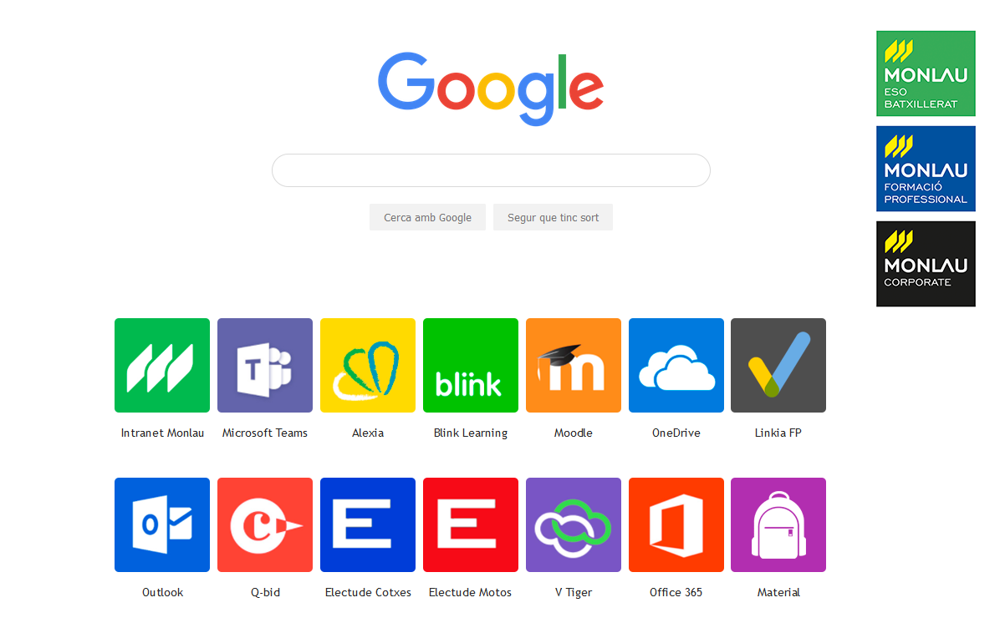 Google
Cerca amb Google
Segur que tinc sort
MONLAU
ESO
BATXILLERAT
MONLAU
FORMACIÓ
PROFESSIONAL
MONLAU
CORPORATE
T
blink
m
Intranet Monlau
Microsoft Teams
Alexia
Blink Learning
Moodle
OneDrive
Linkia FP
O
C
E
E
Outlook
Q-bid
Electude Cotxes
Electude Motos
V Tiger
Office 365
Material